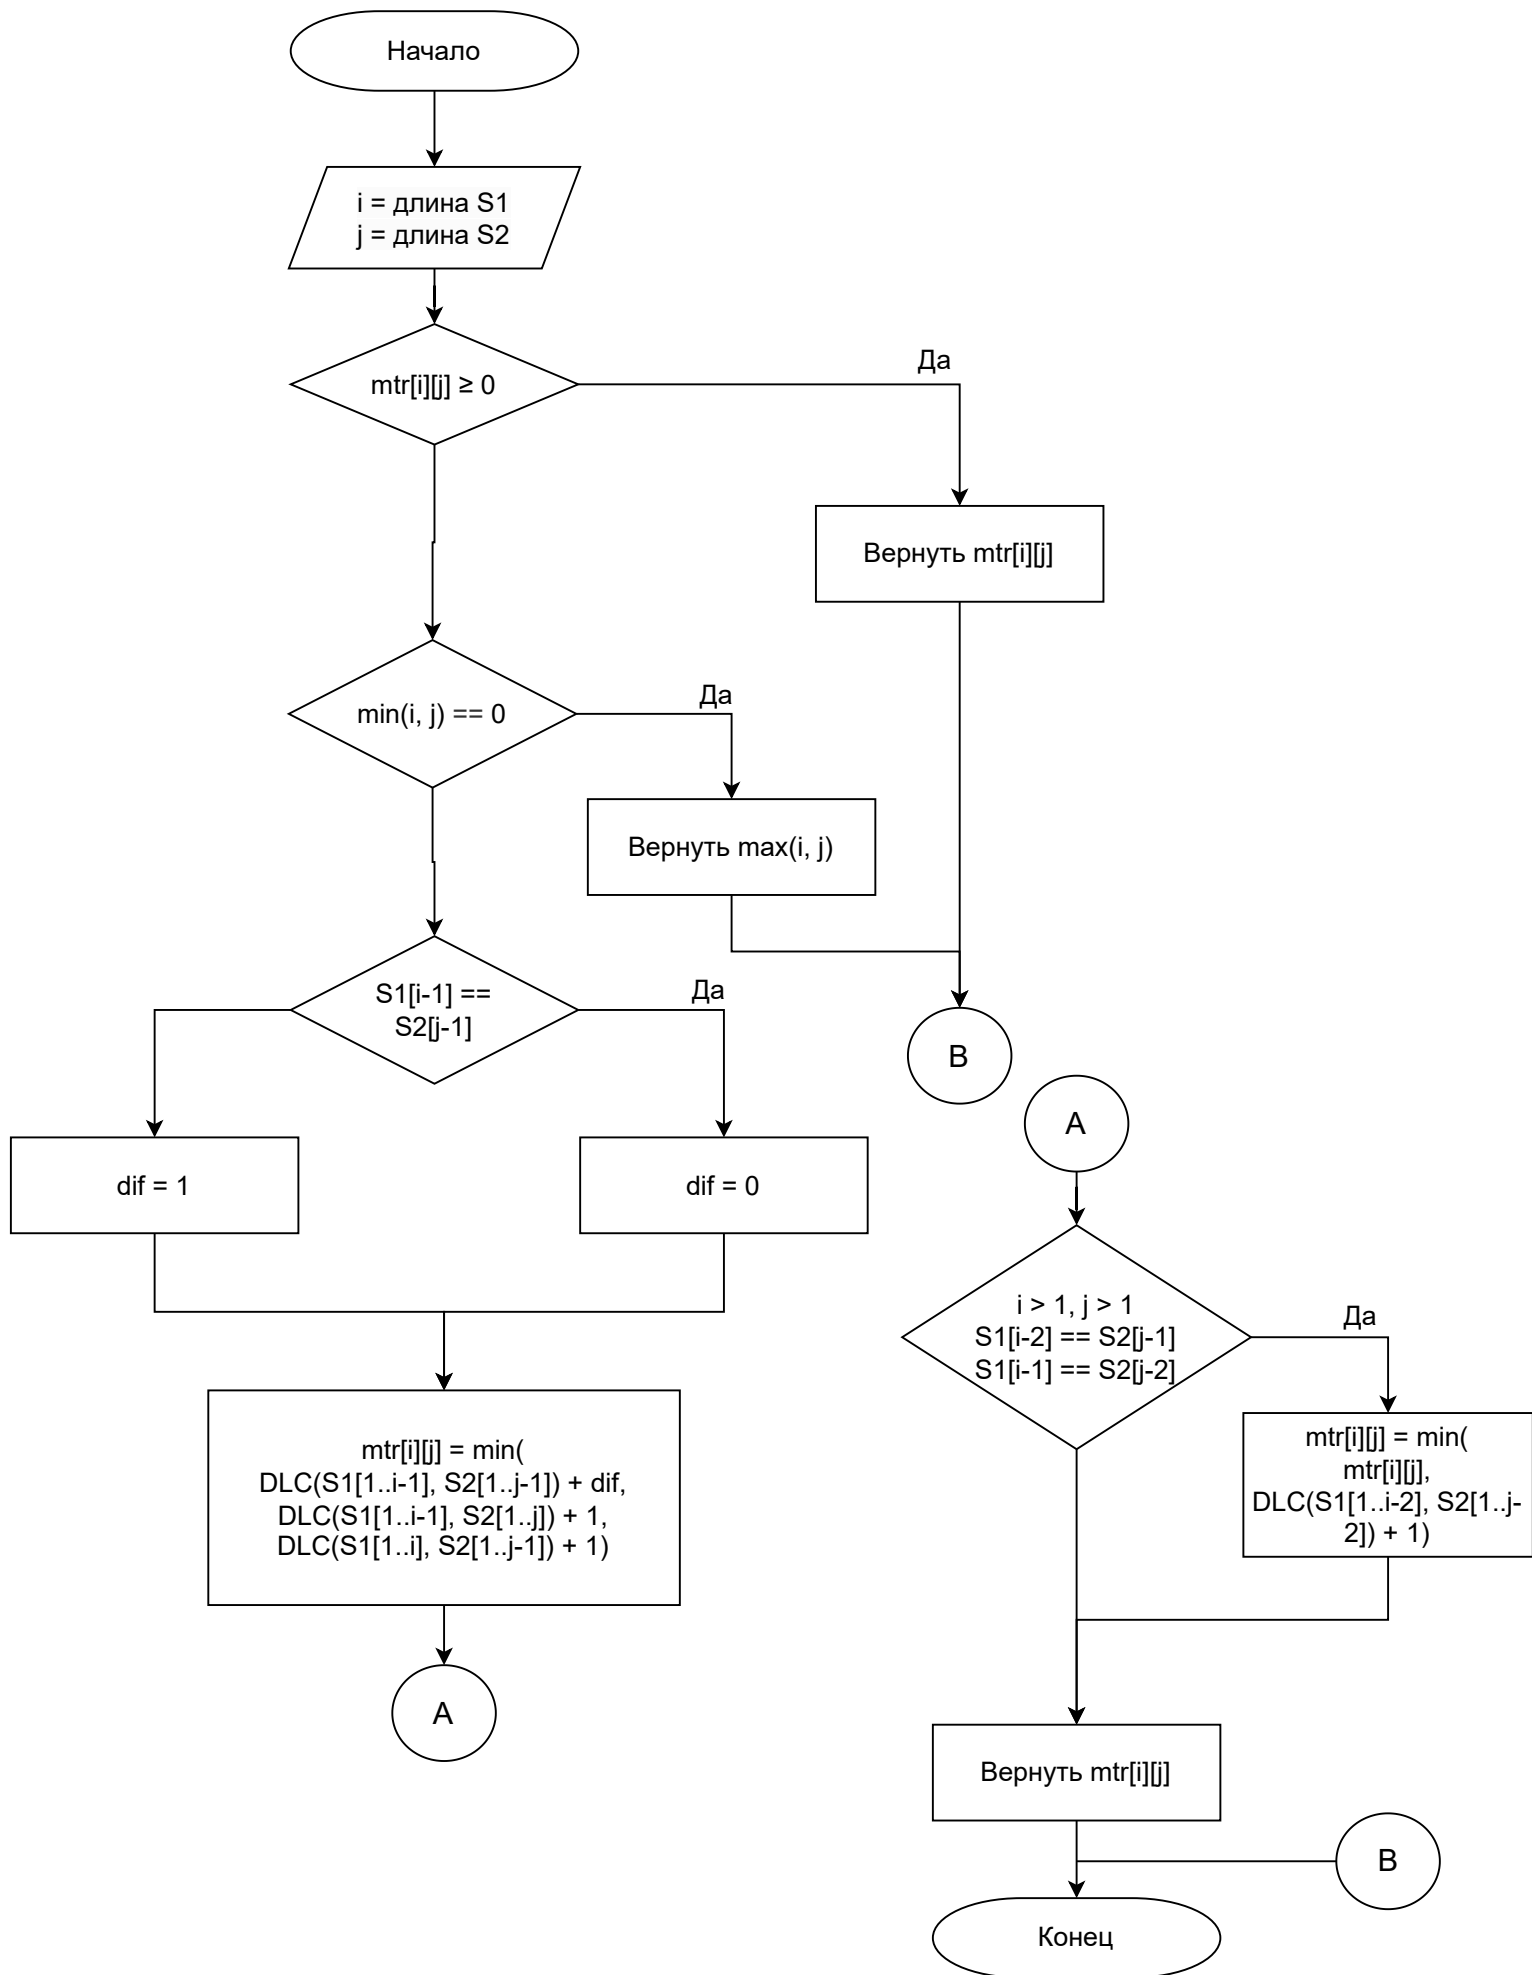 Начало
i = длина S1
j = длина S2
mtr[i][j] ≥ 0
Да
Вернуть mtr[i][j]
min(i, j) == 0
Да
Вернуть max(i, j)
S1[i-1] ==
S2[j-1]
Да
B
dif = 1
dif = 0
mtr[i][j] = min(
DLC(S1[1..i-1], S2[1..j-1]) + dif,
DLC(S1[1..i-1], S2[1..j]) + 1,
DLC(S1[1..i], S2[1..j-1]) + 1)
A
A
i > 1, j > 1
S1[i-2] == S2[j-1]
S1[i-1] == S2[j-2]
Да
mtr[i][j] = min(
mtr[i][j],
DLC(S1[1..i-2], S2[1..j-
2]) + 1)
Вернуть mtr[i][j]
B
Конец